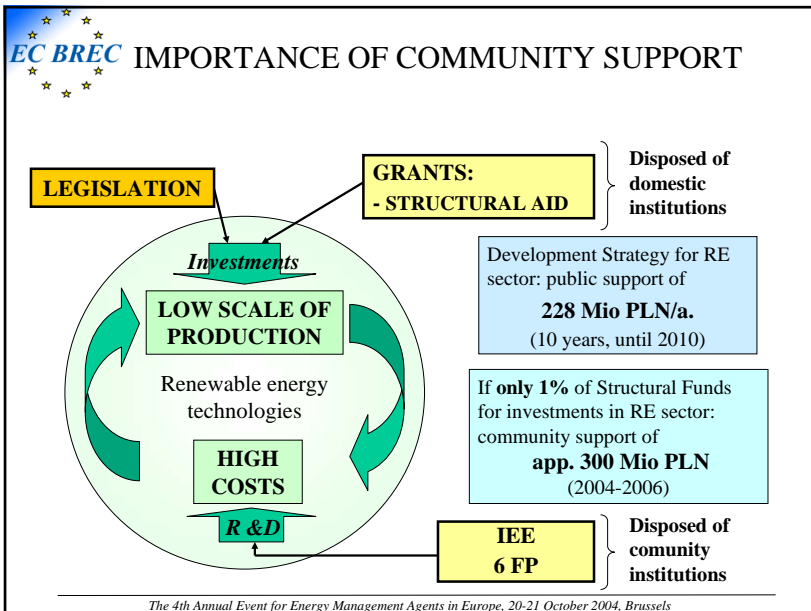 EC BREC
IMPORTANCE OF COMMUNITY SUPPORT
LEGISLATION
GRANTS:
- STRUCTURAL AID
Disposed of
domestic
institutions
Investments
LOW SCALE OF
PRODUCTION
Renewable energy
technologies
HIGH
COSTS
R &D
Development Strategy for RE
sector: public support of
228 Mio PLN/a.
(10 years, until 2010)
If only 1% of Structural Funds
for investments in RE sector:
community support of
app. 300 Mio PLN
(2004-2006)
IEE
6 FP
Disposed of
comunity
institutions
The 4th Annual Event for Energy Management Agents in Europe, 20-21 October 2004, Brussels